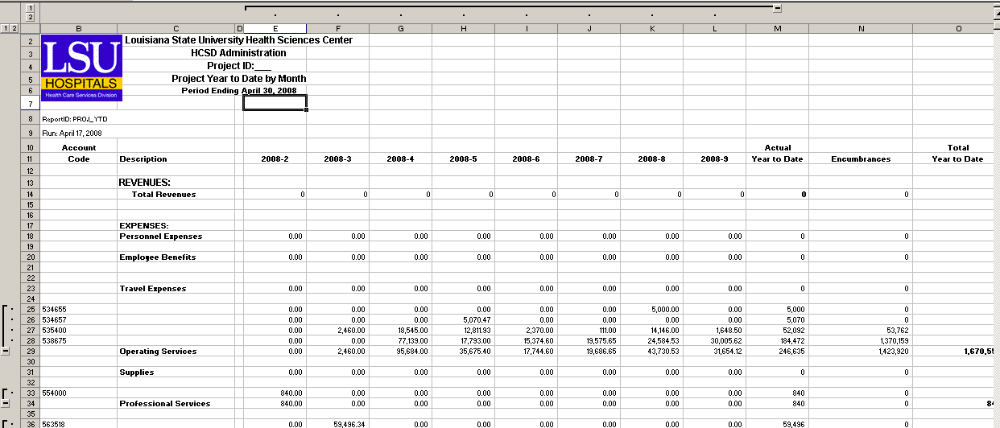 1
2
1 2 B C D E F G H I J K L M N O
2 Louisiana State University Health Sciences Center
3 HCSD Administration
4 Project ID:___
5 Project Year to Date by Month
6 Period Ending April 30, 2008
LSU
HOSPITALS
Health Care Services Division
7
8 ReportID: PROJ_YTD
9 Run: April 17, 2008
10 Account Actual Total
11 Code Description 2008-2 2008-3 2008-4 2008-5 2008-6 2008-7 2008-8 2008-9 Year to Date Encumbrances Year to Date
12
13 REVENUES:
14 Total Revenues 0 0 0 0 0 0 0 0 0 0
15
16
17 EXPENSES:
18 Personnel Expenses 0.00 0.00 0.00 0.00 0.00 0.00 0.00 0.00 0 0
19
20 Employee Benefits 0.00 0.00 0.00 0.00 0.00 0.00 0.00 0.00 0 0
21
22
23 Travel Expenses 0.00 0.00 0.00 0.00 0.00 0.00 0.00 0.00 0 0
24
25 534655 0.00 0.00 0.00 0.00 0.00 0.00 5,000.00 0.00 5,000 0
26 534657 0.00 0.00 0.00 5,070.47 0.00 0.00 0.00 0.00 5,070 0
27 535400 0.00 2,460.00 18,545.00 12,811.93 2,370.00 111.00 14,146.00 1,648.50 52,092 53,762
28 538675 0.00 0.00 77,139.00 17,793.00 15,374.60 19,575.65 24,584.53 30,005.62 184,472 1,370,159
29 Operating Services 0.00 2,460.00 95,684.00 35,675.40 17,744.60 19,686.65 43,730.53 31,654.12 246,635 1,423,920
30
31 Supplies 0.00 0.00 0.00 0.00 0.00 0.00 0.00 0.00 0 0
32
33 554000 840.00 0.00 0.00 0.00 0.00 0.00 0.00 0.00 840 0
34 Professional Services 840.00 0.00 0.00 0.00 0.00 0.00 0.00 0.00 840 0
35
36 563518 0.00 59,496.34 0.00 0.00 0.00 0.00 0.00 0.00 59,496 0